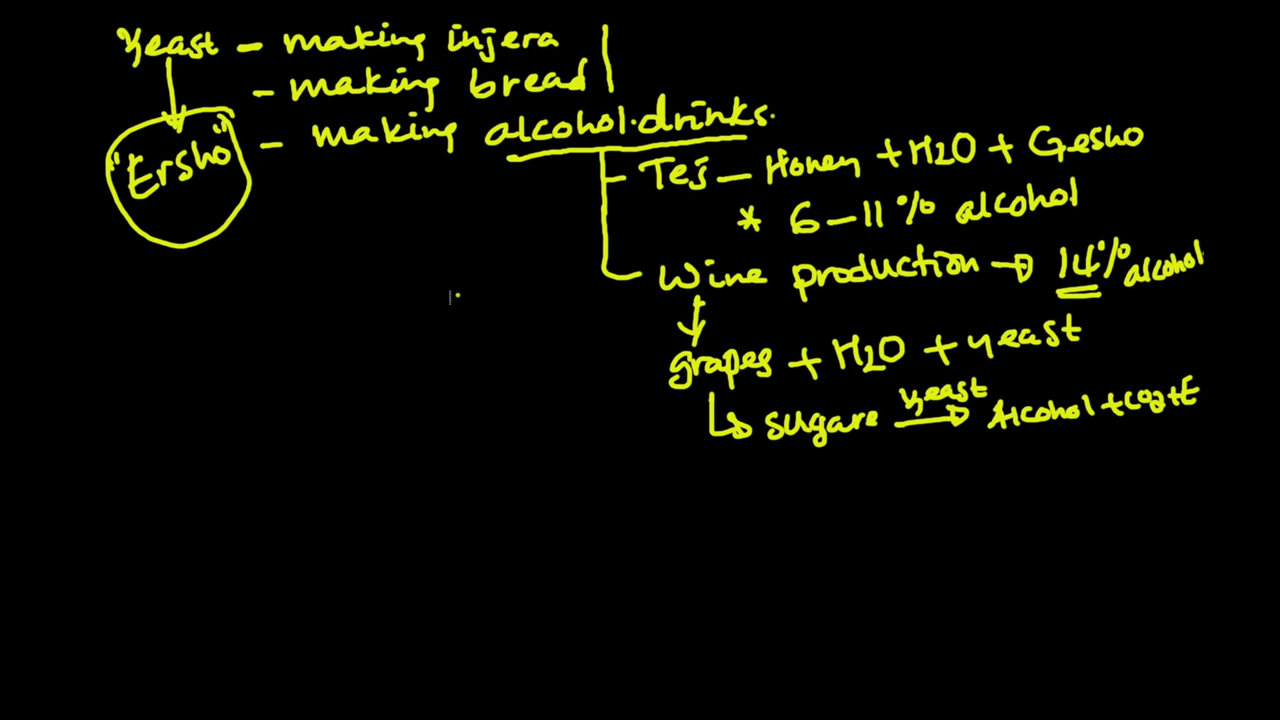 Yeast - making injera
- making bread
"Ersho"
- making alcohol.drinks.
Tej - Honey + H2O + Gesho
* 6-11% alcohol
Wine production → 14% alcohol
↓
grapes + H2O + yeast
↳ sugare yeast → Alcohol + CO2 + E